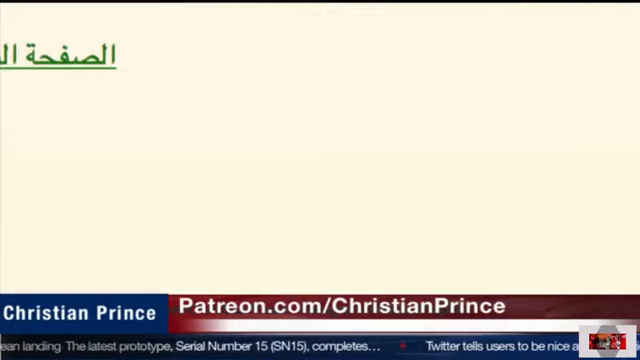 الصفحة
Christian Prince
Patreon.com/ChristianPrince
landing The latest prototype, Serial Number 15 (SN15), completes... Twitter tells users to be nice